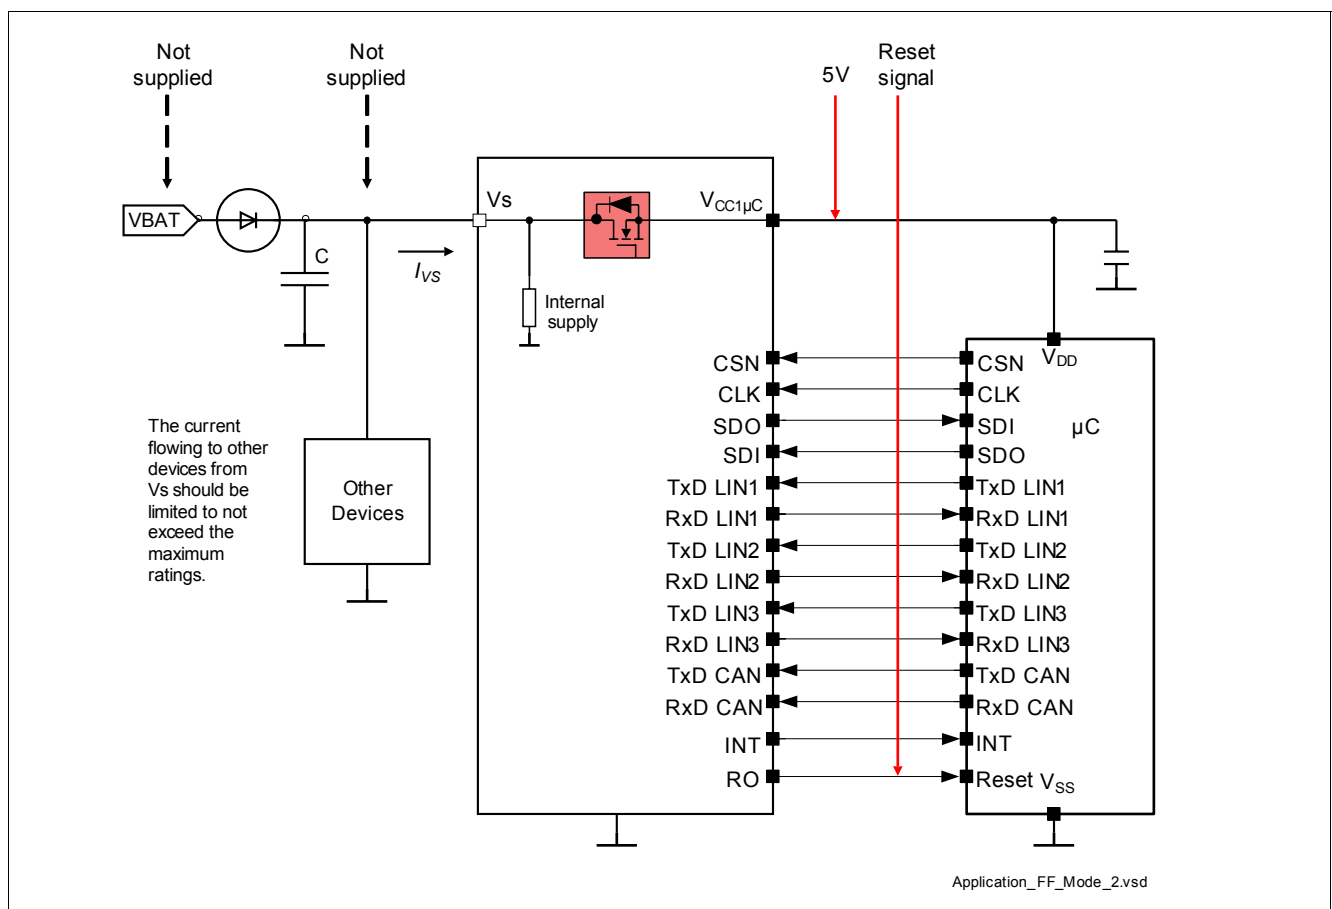 Not
supplied
Not
supplied
5V
Reset
signal
VBAT
Vs
VCC1µC
C
IVS
Internal
supply
The current
flowing to other
devices from
Vs should be
limited to not
exceed the
maximum
ratings.
Other
Devices
CSN
CLK
SDO
SDI
TxD LIN1
RxD LIN1
TxD LIN2
RxD LIN2
TxD LIN3
RxD LIN3
TxD CAN
RxD CAN
INT
RO
VDD
µC
CSN
CLK
SDI
SDO
TxD LIN1
RxD LIN1
TxD LIN2
RxD LIN2
TxD LIN3
RxD LIN3
TxD CAN
RxD CAN
INT
Reset VSS
Application_FF_Mode_2.vsd